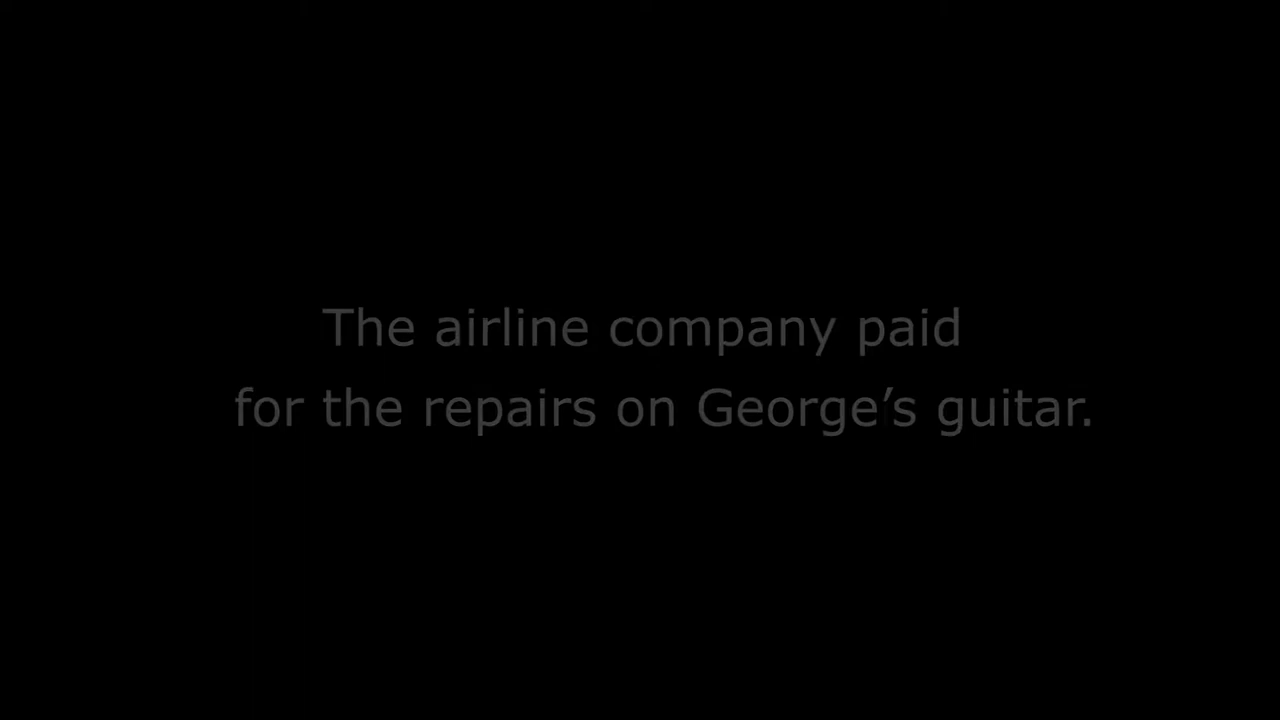 The airline company paid
for the repairs on George’s guitar.